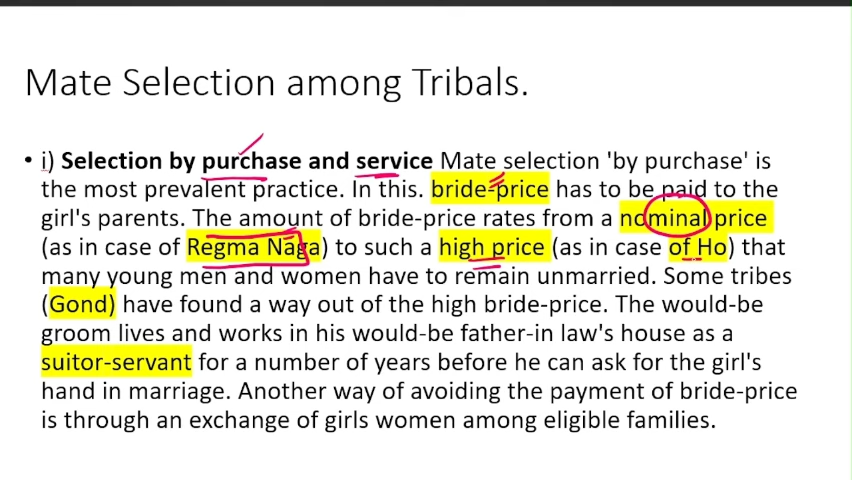 Mate Selection among Tribals.
• i) Selection by purchase and service Mate selection 'by purchase' is
the most prevalent practice. In this. bride-price has to be paid to the
girl's parents. The amount of bride-price rates from a nominal price
(as in case of Regma Naga) to such a high price (as in case of Ho) that
many young men and women have to remain unmarried. Some tribes
(Gond) have found a way out of the high bride-price. The would-be
groom lives and works in his would-be father-in law's house as a
suitor-servant for a number of years before he can ask for the girl's
hand in marriage. Another way of avoiding the payment of bride-price
is through an exchange of girls women among eligible families.